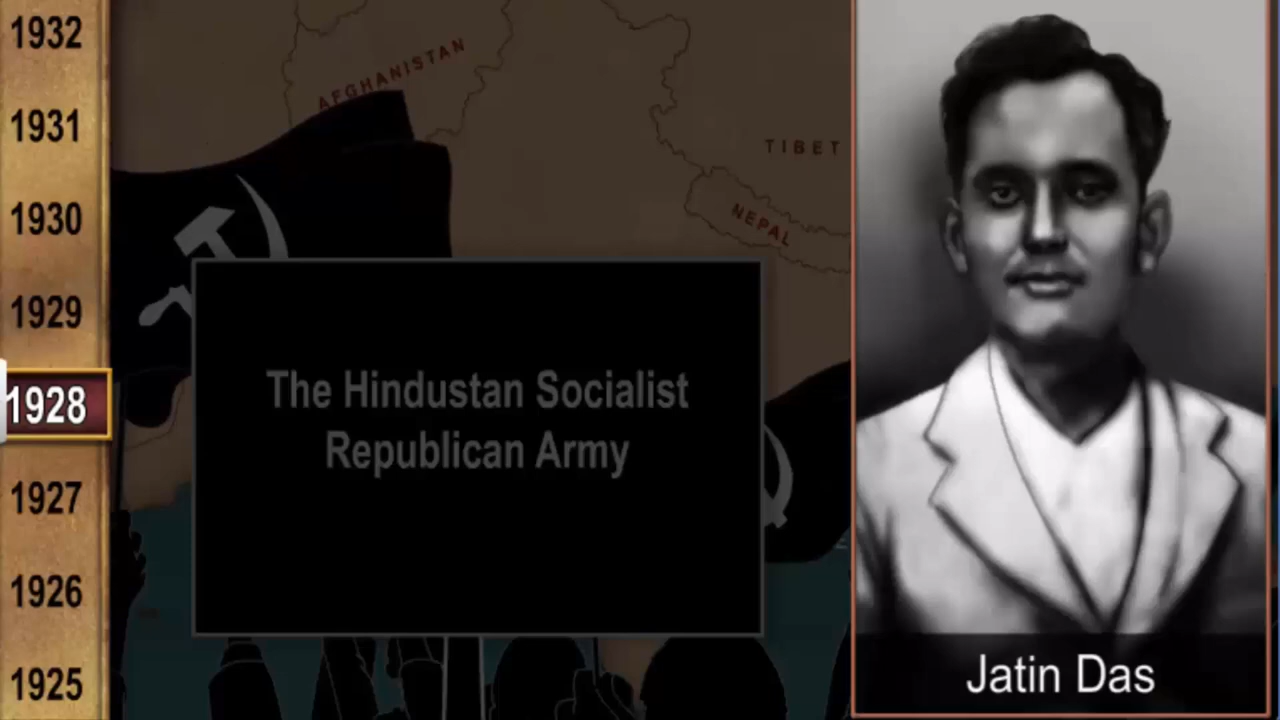 1932
1931
1930
1929
1928
1927
1926
1925
AFGHANISTAN
TIBET
NEPAL
The Hindustan Socialist
Republican Army
Jatin Das